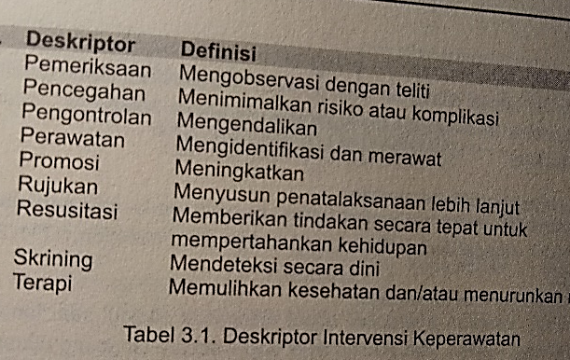 Deskriptor Definisi
Pemeriksaan Mengobservasi dengan teliti
Pencegahan Menimimalkan risiko atau komplikasi
Pengontrolan Mengendalikan
Perawatan Mengidentifikasi dan merawat
Promosi Meningkatkan
Rujukan Menyusun penatalaksanaan lebih lanjut
Resusitasi Memberikan tindakan secara tepat untuk
mempertahankan kehidupan
Skrining Mendeteksi secara dini
Terapi Memulihkan kesehatan dan/atau menurunkan
Tabel 3.1. Deskriptor Intervensi Keperawatan